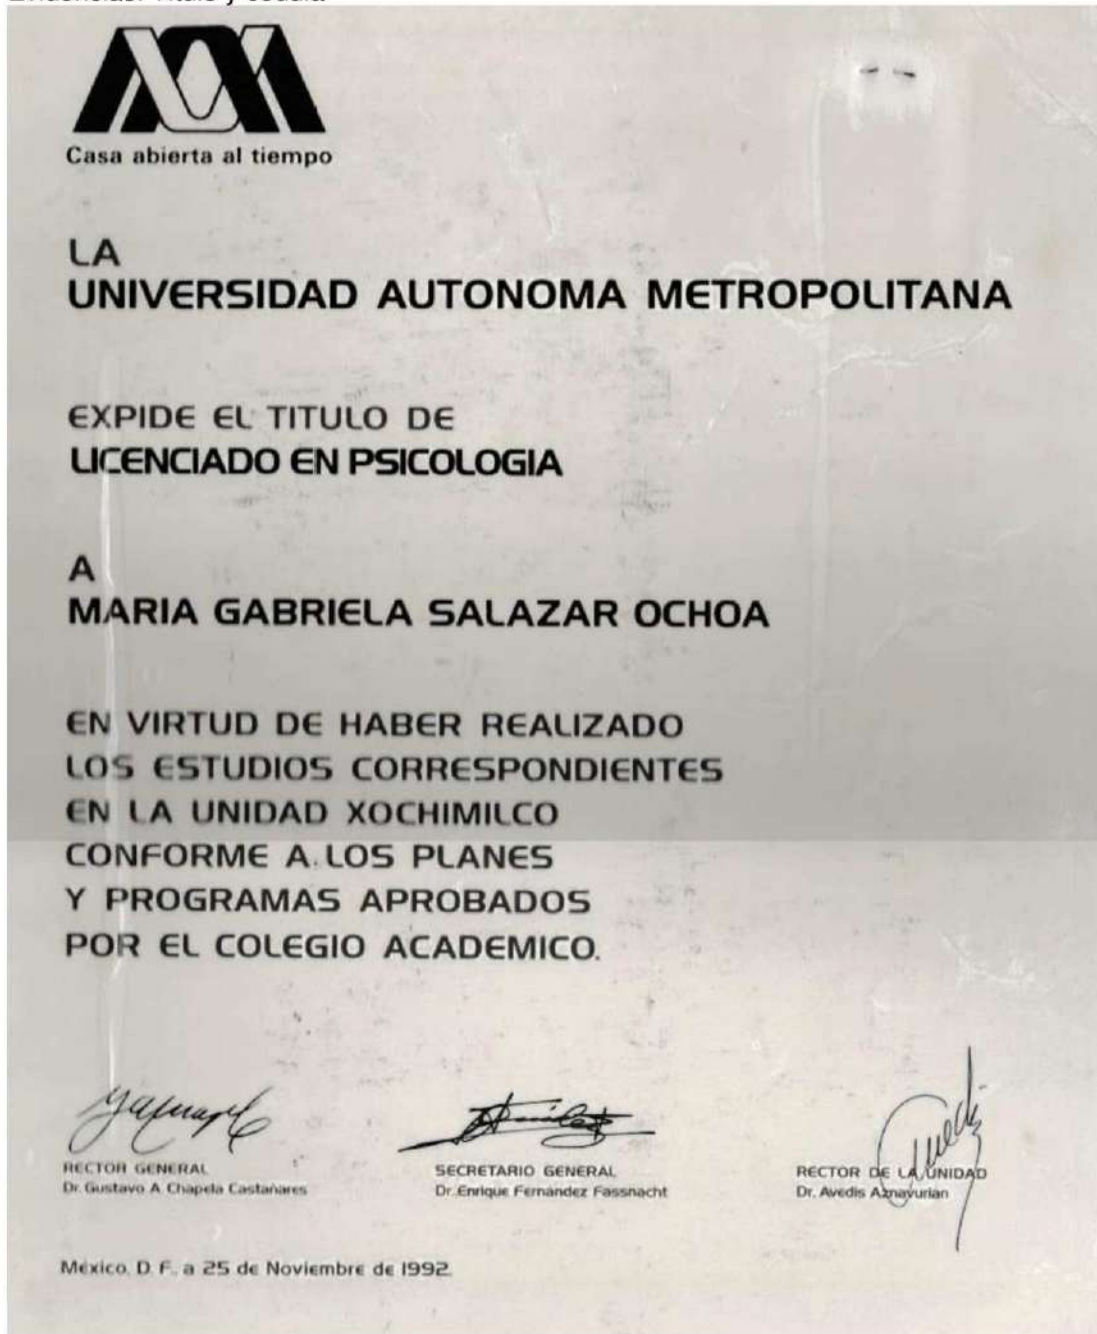 Casa abierta al tiempo
LA
UNIVERSIDAD AUTONOMA METROPOLITANA
EXPIDE EL TITULO DE
LICENCIADO EN PSICOLOGIA
A
MARIA GABRIELA SALAZAR OCHOA
EN VIRTUD DE HABER REALIZADO
LOS ESTUDIOS CORRESPONDIENTES
EN LA UNIDAD XOCHIMILCO
CONFORME A LOS PLANES
Y PROGRAMAS APROBADOS
POR EL COLEGIO ACADEMICO.
RECTOR GENERAL
Dr. Gustavo A. Chapela Castañares
SECRETARIO GENERAL
Dr. Enrique Fernández Fassnacht
RECTOR DE LA UNIDAD
Dr. Avedis Aznavurian
México, D. F., a 25 de Noviembre de 1992.